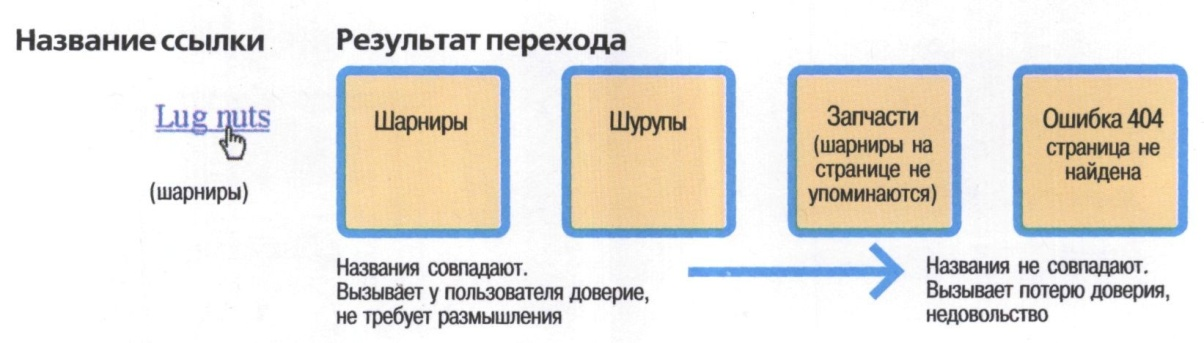 Название ссылки
Результат перехода
Lug nuts
(шарниры)
Шарниры
Шурупы
Запчасти
(шарниры на
странице не
упоминаются)
Ошибка 404
страница не
найдена
Названия совпадают.
Вызывает у пользователя доверие,
не требует размышления
Названия не совпадают.
Вызывает потерю доверия,
недовольство